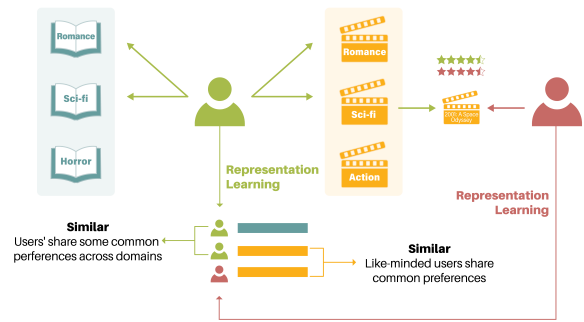 Romance
Sci-fi
Horror
Romance
Sci-fi
Action
2001: A Space
Odyssey
Representation
Learning
Representation
Learning
Similar
Users' share some common
perferences across domains
Similar
Like-minded users share
common preferences